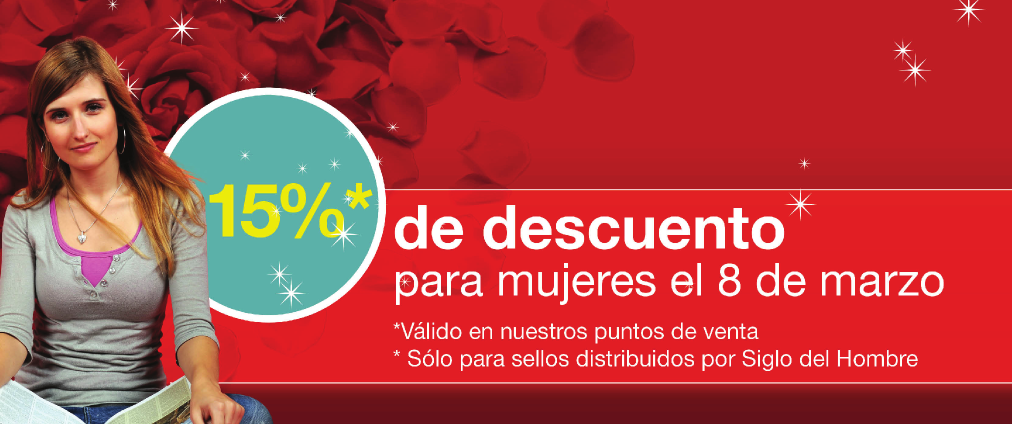 15%*
de descuento
para mujeres el 8 de marzo
*Válido en nuestros puntos de venta
* Sólo para sellos distribuidos por Siglo del Hombre